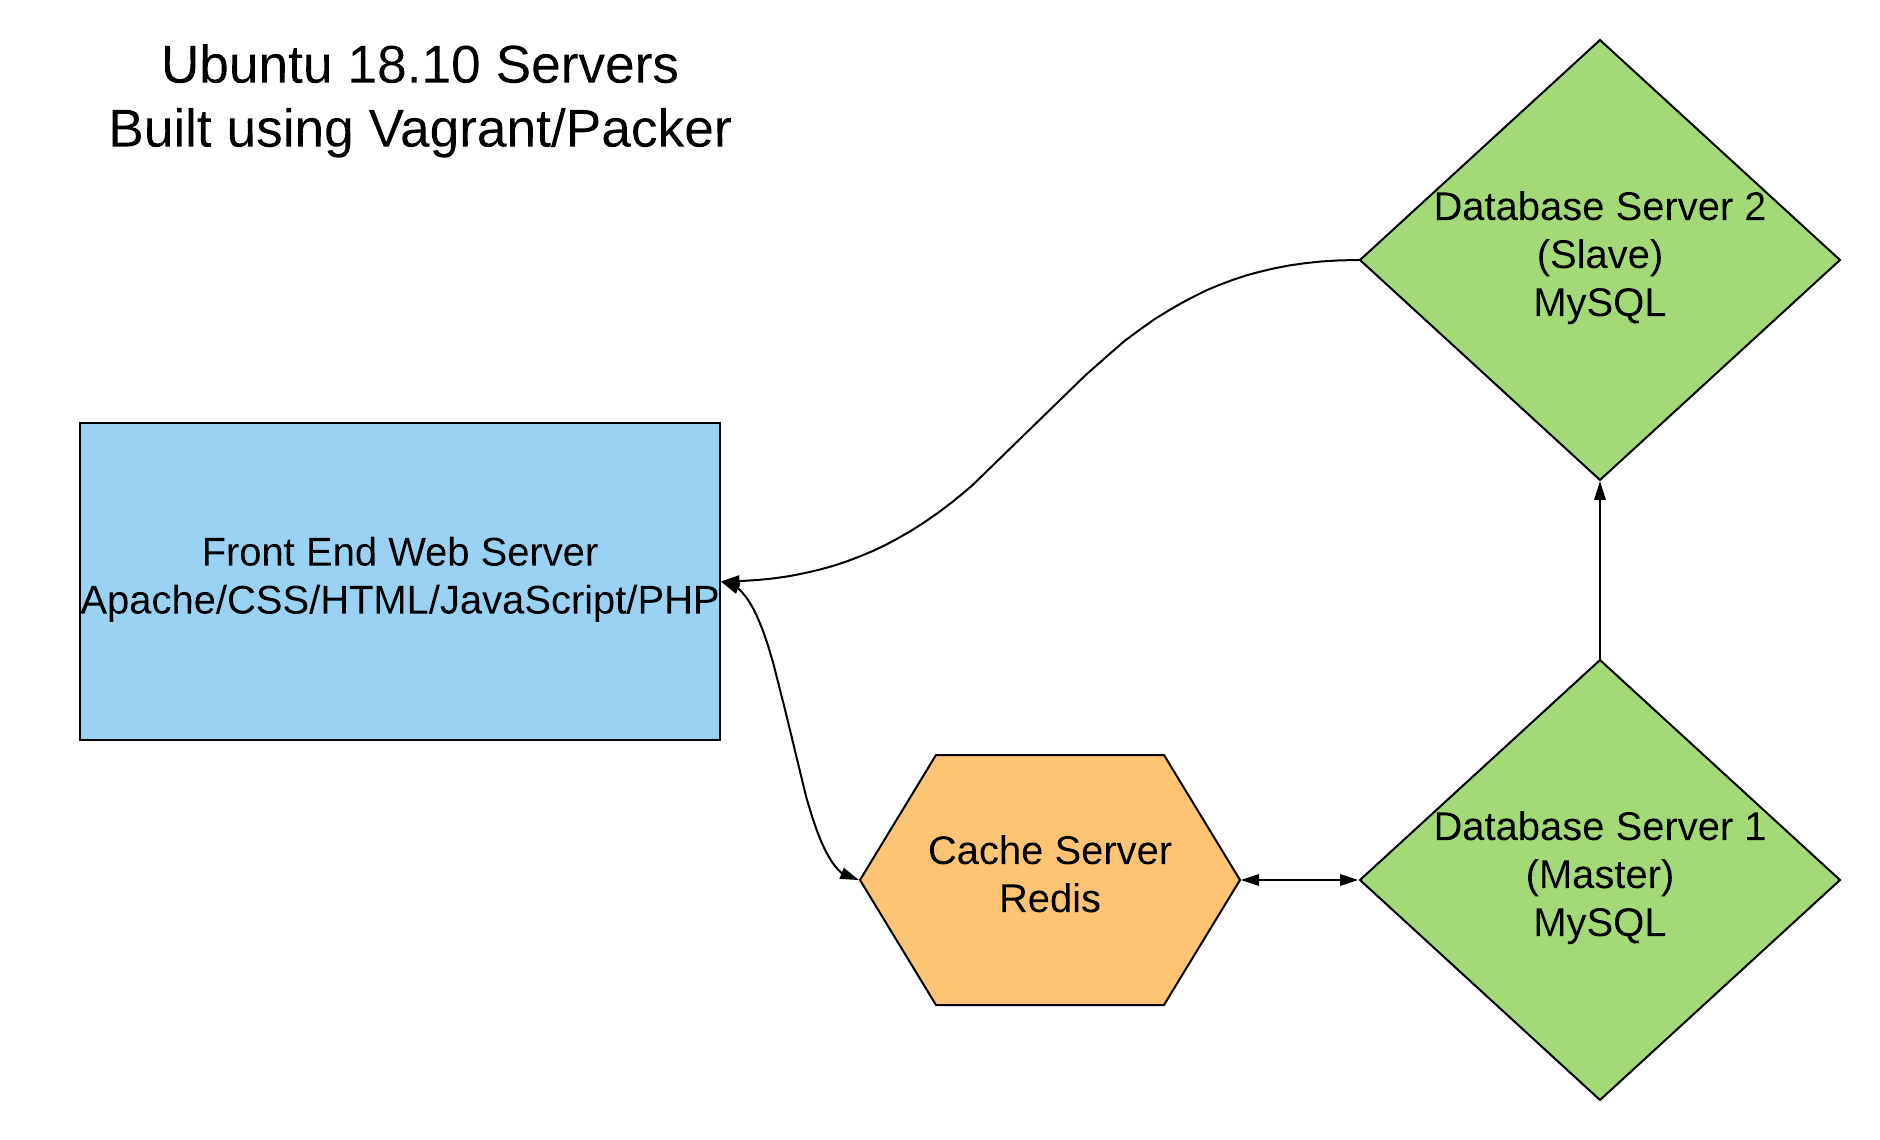 Ubuntu 18.10 Servers
Built using Vagrant/Packer
Database Server 2
(Slave)
MySQL
Front End Web Server
Apache/CSS/HTML/JavaScript/PHP
Cache Server
Redis
Database Server 1
(Master)
MySQL